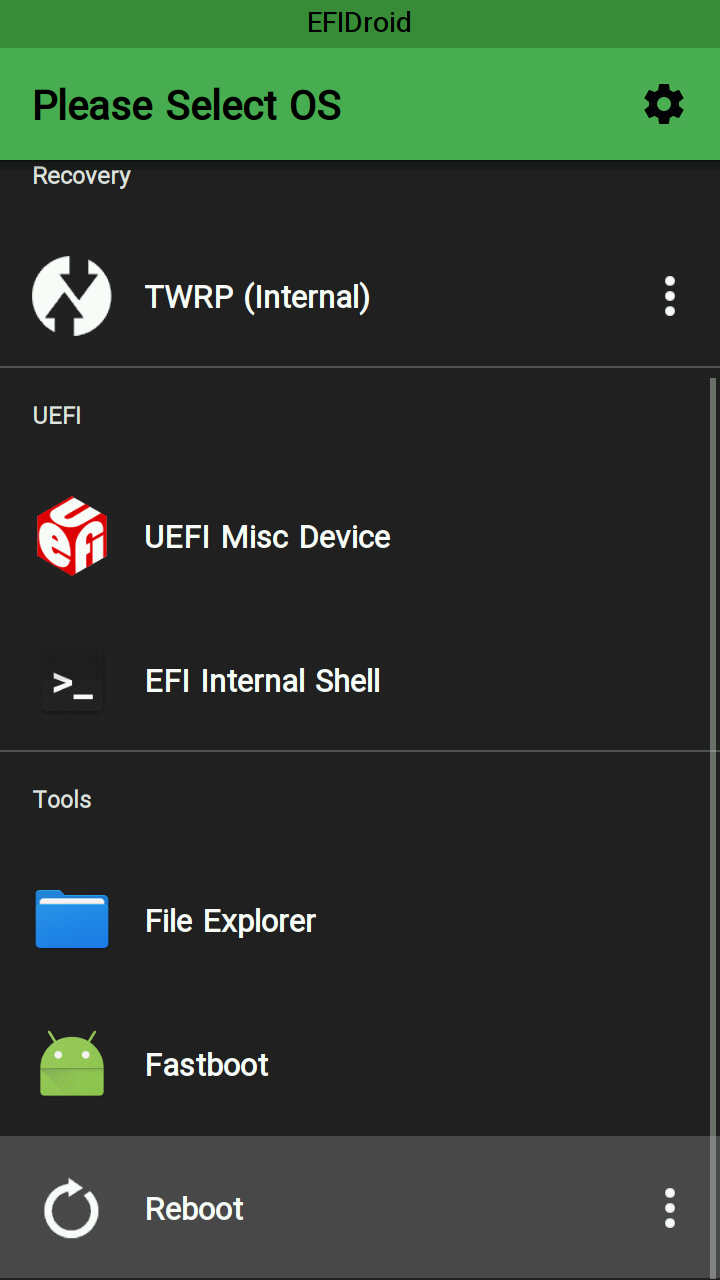 EFIDroid
Please Select OS
Recovery
TWRP (Internal)
UEFI
UEFI
UEFI Misc Device
>_
EFI Internal Shell
Tools
File Explorer
Fastboot
Reboot